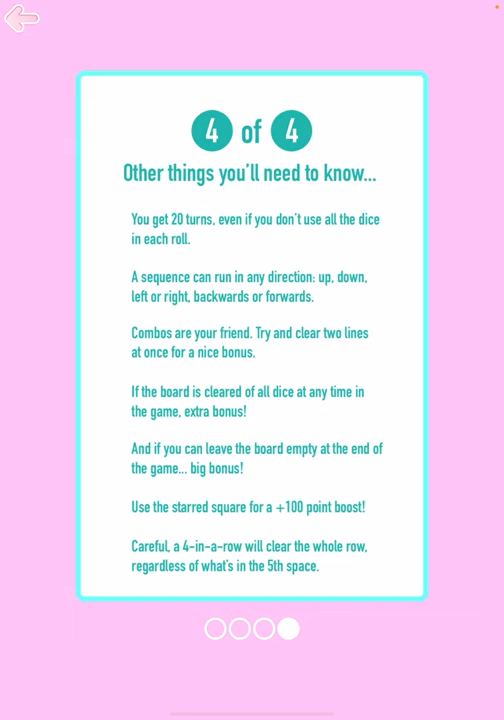 4 of 4
Other things you'll need to know...
You get 20 turns, even if you don't use all the dice
in each roll.
A sequence can run in any direction: up, down,
left or right, backwards or forwards.
Combos are your friend. Try and clear two lines
at once for a nice bonus.
If the board is cleared of all dice at any time in
the game, extra bonus!
And if you can leave the board empty at the end of
the game... big bonus!
Use the starred square for a +100 point boost!
Careful, a 4-in-a-row will clear the whole row,
regardless of what's in the 5th space.